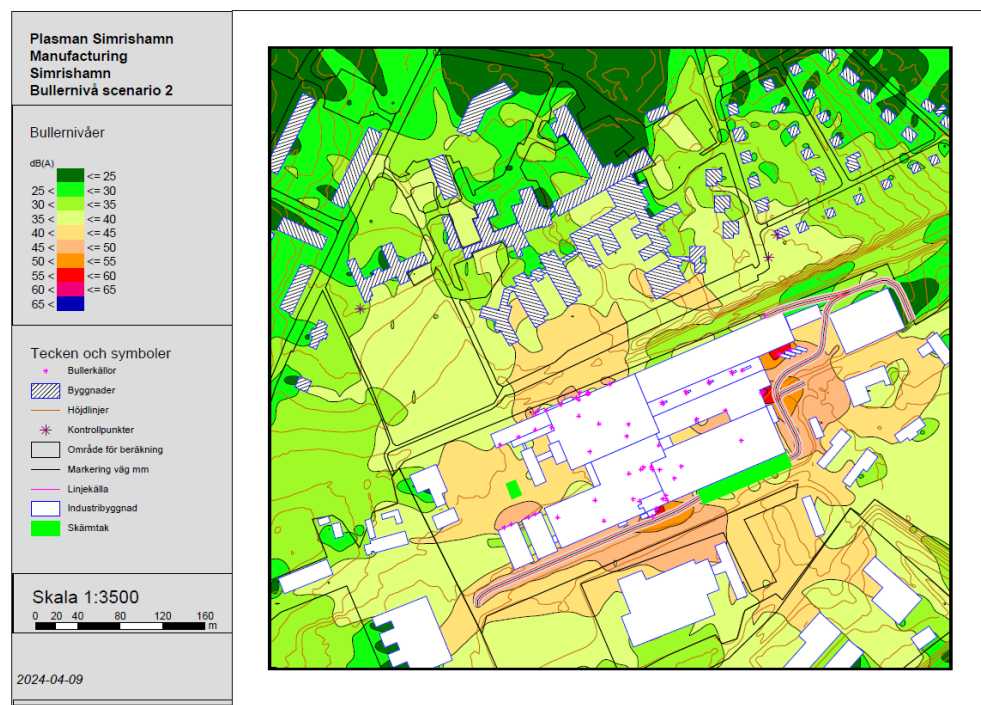 Plasman Simrishamn
Manufacturing
Simrishamn
Bullernivå scenario 2
Bullernivåer
dB(A)
<= 25
25 < <= 30
30 < <= 35
35 < <= 40
40 < <= 45
45 < <= 50
50 < <= 55
55 < <= 60
60 < <= 65
65 <
Tecken och symboler
Bullerkällor
Byggnader
Höjdlinjer
Kontrollpunkter
Område för beräkning
Markering väg mm
Linjekälla
Industribyggnad
Skärmtak
Skala 1:3500
0 20 40 80 120 160
m
2024-04-09